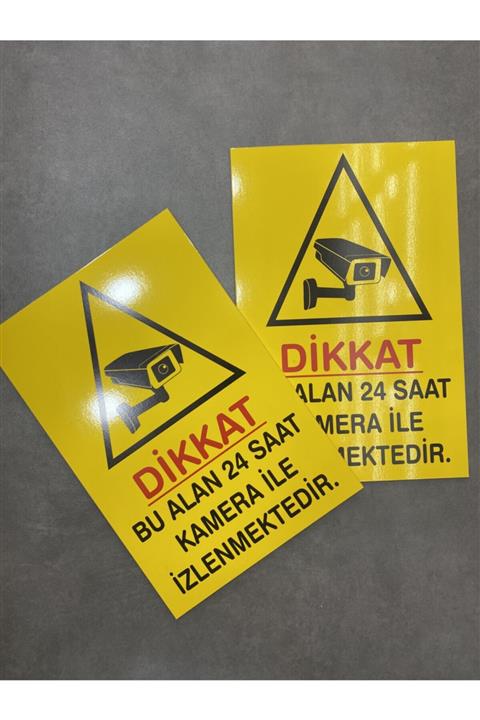 DİKKAT
BU ALAN 24 SAAT
KAMERA İLE
İZLENMEKTEDİR.
DİKKAT
ALAN 24 SAAT
MERA İLE
MEKTEDİR.